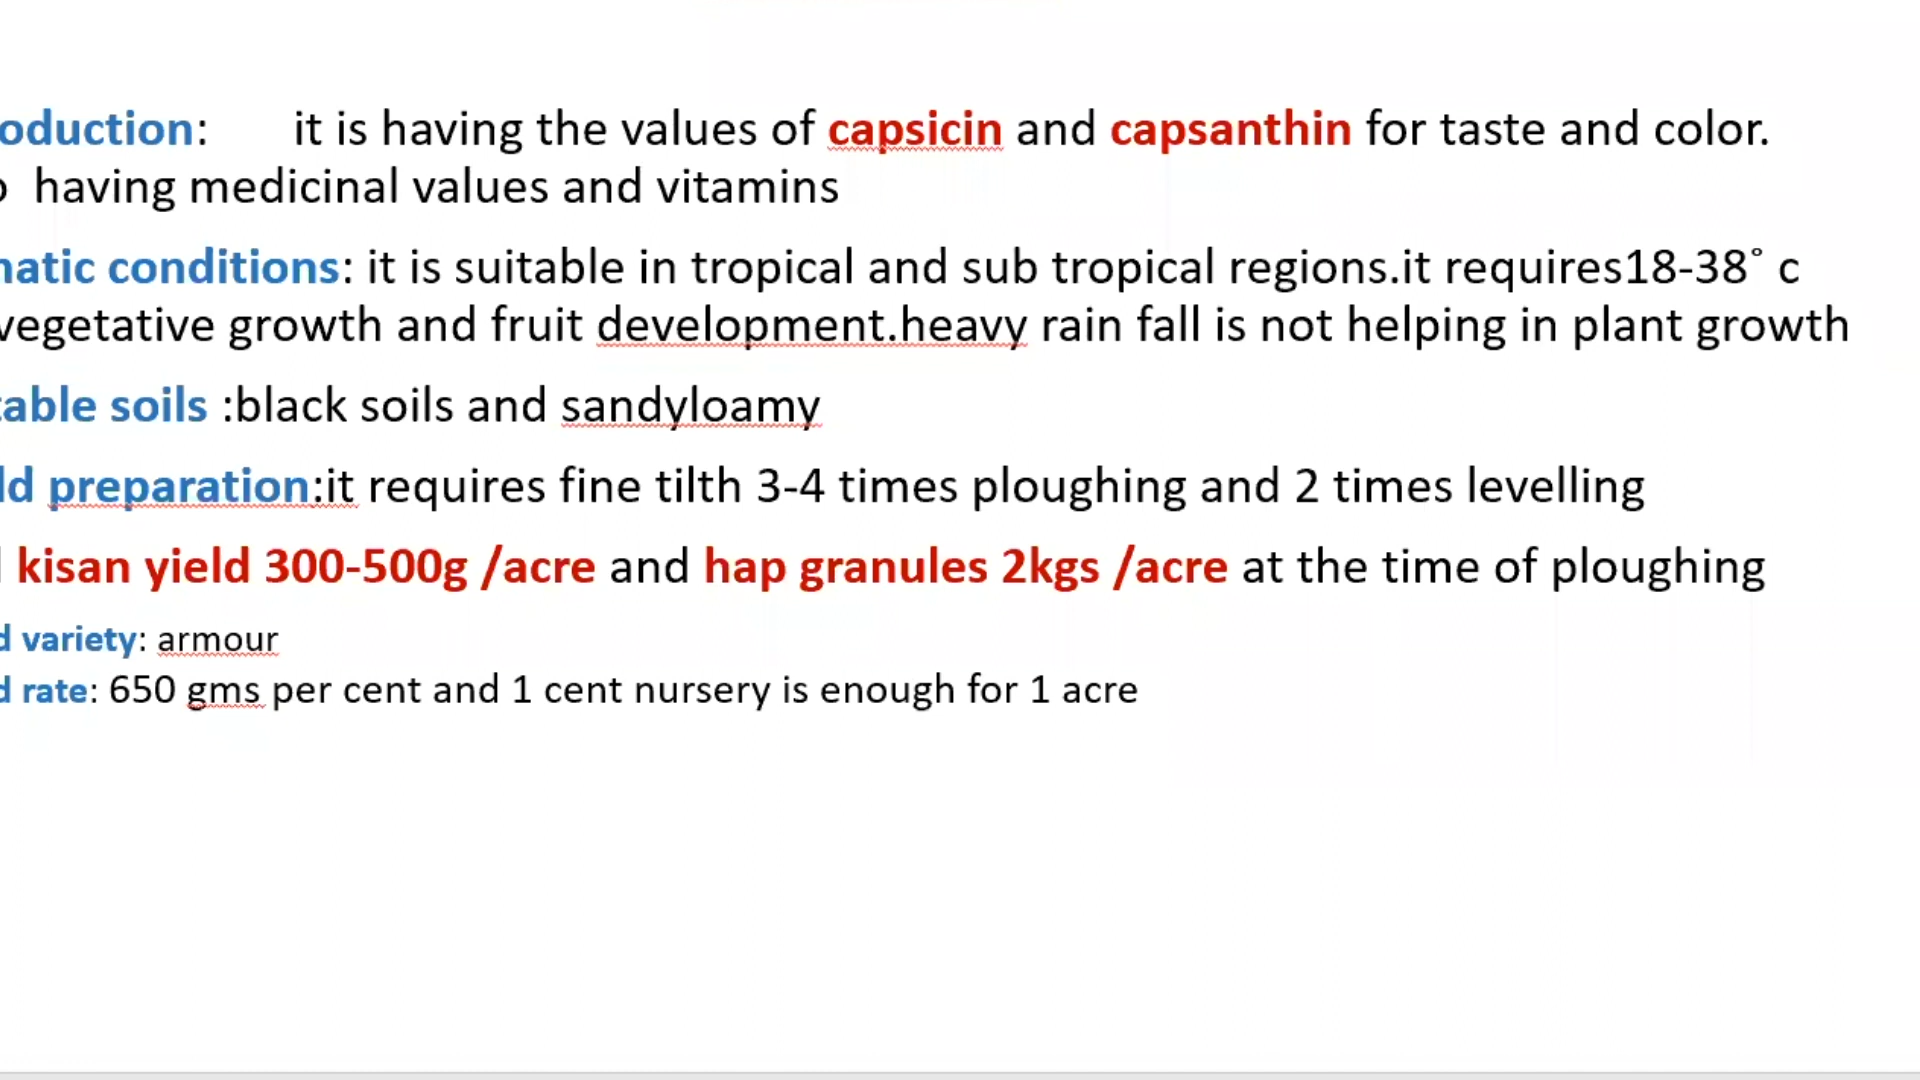 oduction: it is having the values of capsicin and capsanthin for taste and color.
o having medicinal values and vitamins
natic conditions: it is suitable in tropical and sub tropical regions.it requires18-38° c
vegetative growth and fruit development.heavy rain fall is not helping in plant growth
table soils :black soils and sandyloamy
ld preparation:it requires fine tilth 3-4 times ploughing and 2 times levelling
kisan yield 300-500g /acre and hap granules 2kgs /acre at the time of ploughing
d variety: armour
d rate: 650 gms per cent and 1 cent nursery is enough for 1 acre